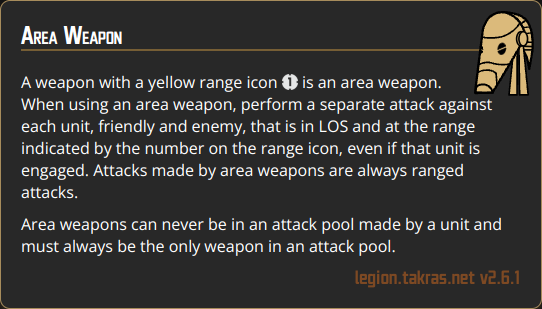 Area Weapon
A weapon with a yellow range icon 1 is an area weapon.
When using an area weapon, perform a separate attack against
each unit, friendly and enemy, that is in LOS and at the range
indicated by the number on the range icon, even if that unit is
engaged. Attacks made by area weapons are always ranged
attacks.
Area weapons can never be in an attack pool made by a unit and
must always be the only weapon in an attack pool.
legion.takras.net v2.6.1